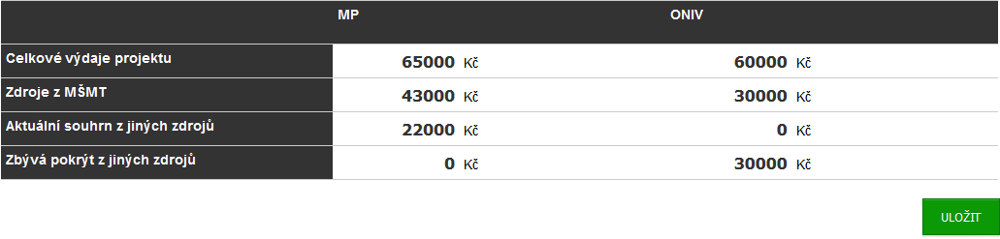 MP ONIV
Celkové výdaje projektu 65000 Kč 60000 Kč
Zdroje z MŠMT 43000 Kč 30000 Kč
Aktuální souhrn z jiných zdrojů 22000 Kč 0 Kč
Zbývá pokrýt z jiných zdrojů 0 Kč 30000 Kč
ULOŽIT